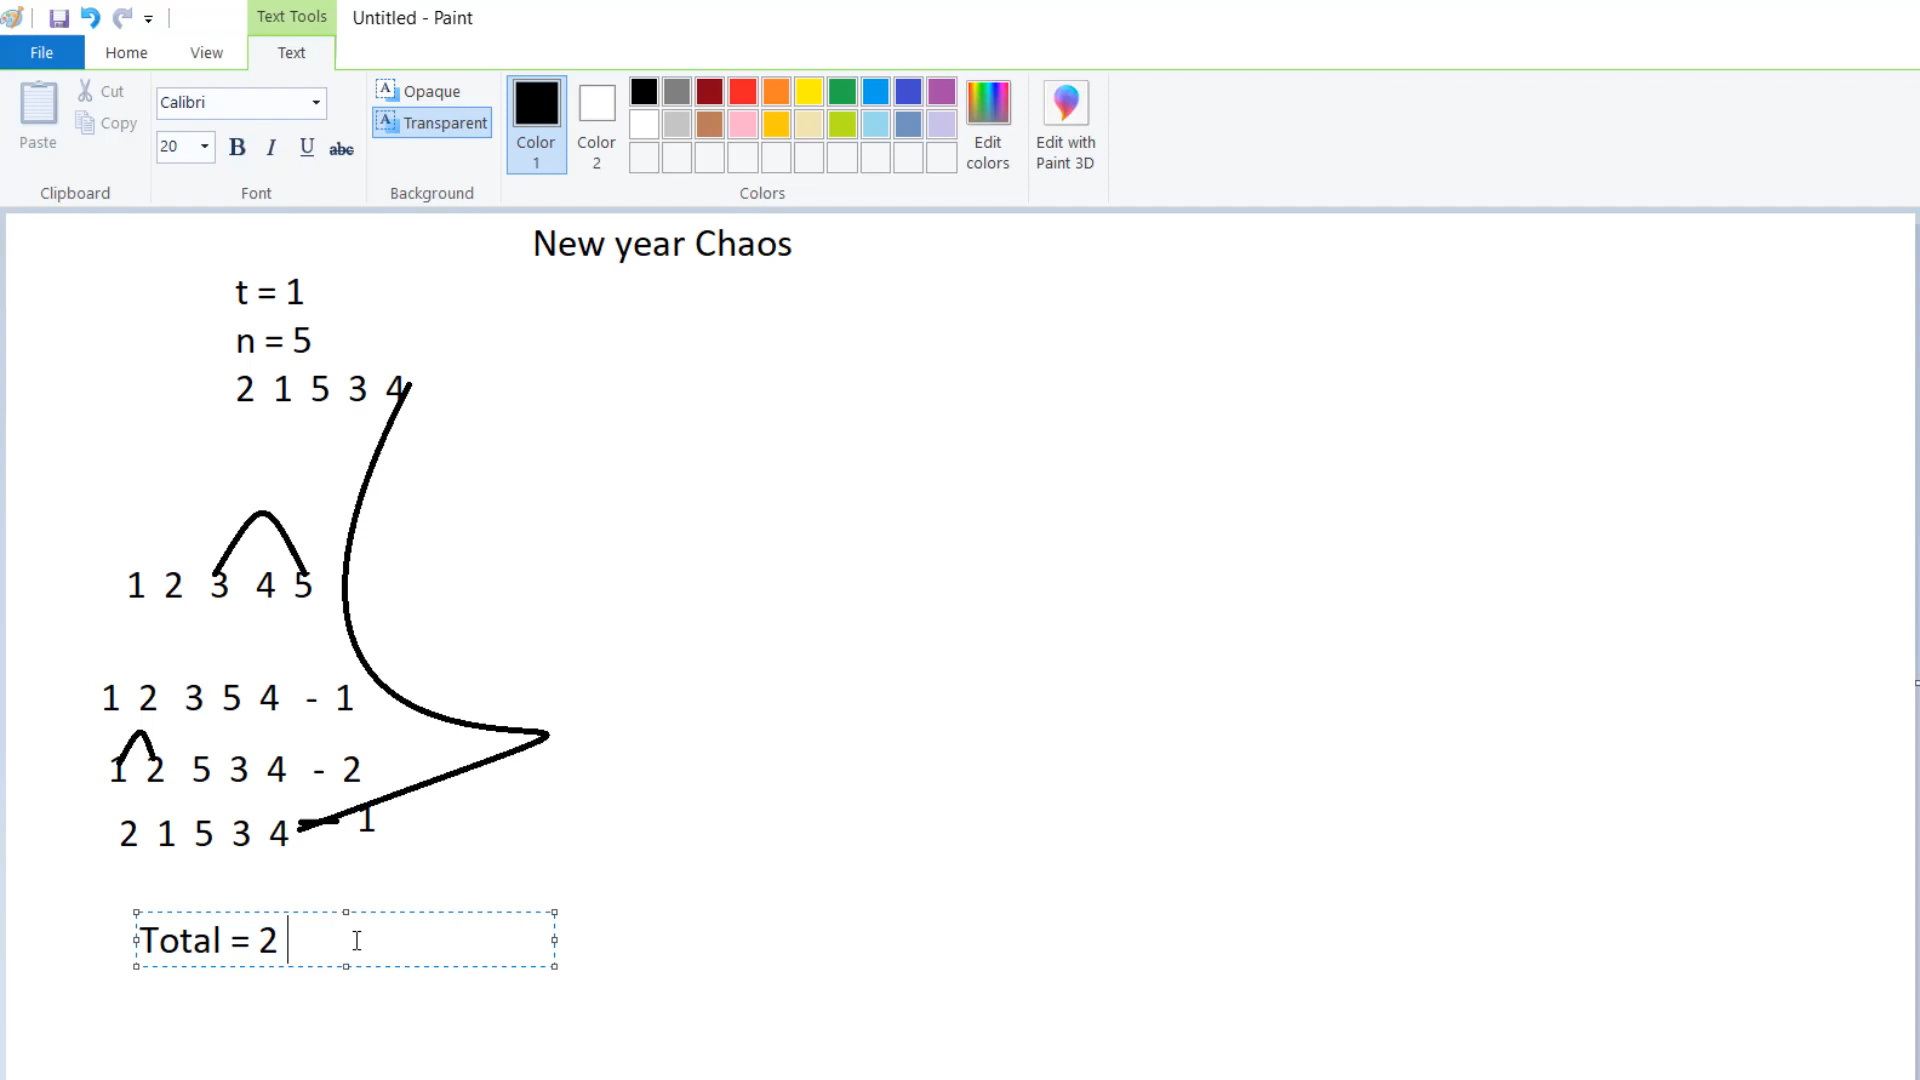 Text Tools
Untitled - Paint
File Home View Text
Paste
Cut
Copy
Clipboard
Calibri
20
B I U abc
Font
A Opaque
A Transparent
Background
Color 1
Color 2
Edit colors
Edit with Paint 3D
Colors
New year Chaos
t = 1
n = 5
2 1 5 3 4
1 2 3 4 5
1 2 3 5 4 - 1
1 2 5 3 4 - 2
2 1 5 3 4 1
Total = 2